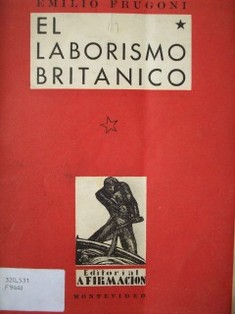 EMILIO FRUGONI
EL
LABORISMO
BRITANICO
Editorial
AFIRMACION
MONTEVIDEO